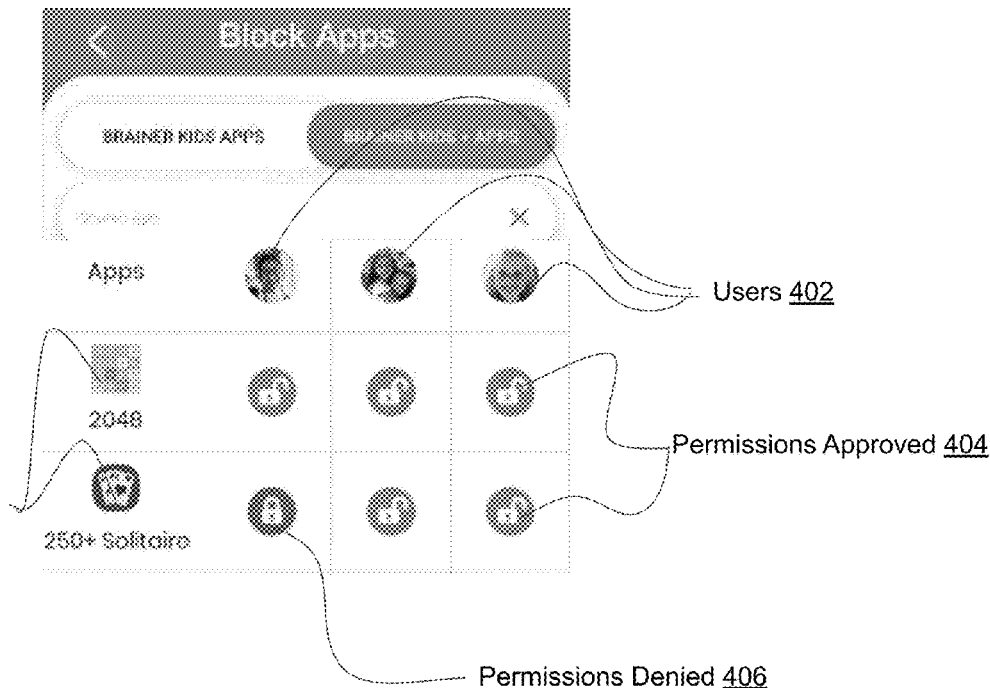 Block Apps
BRAINER KIDS APPS
Apps
Users 402
2048
Permissions Approved 404
250+ Solitaire
Permissions Denied 406